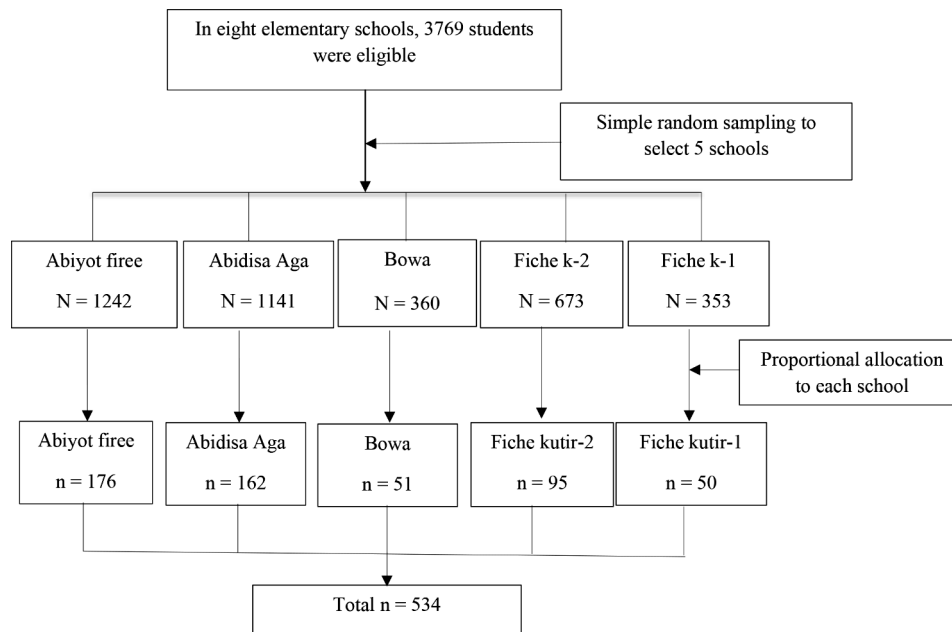 In eight elementary schools, 3769 students
were eligible
Simple random sampling to
select 5 schools
Abiyot firee
N = 1242
Abidisa Aga
N = 1141
Bowa
N = 360
Fiche k-2
N = 673
Fiche k-1
N = 353
Proportional allocation
to each school
Abiyot firee
n = 176
Abidisa Aga
n = 162
Bowa
n = 51
Fiche kutir-2
n = 95
Fiche kutir-1
n = 50
Total n = 534